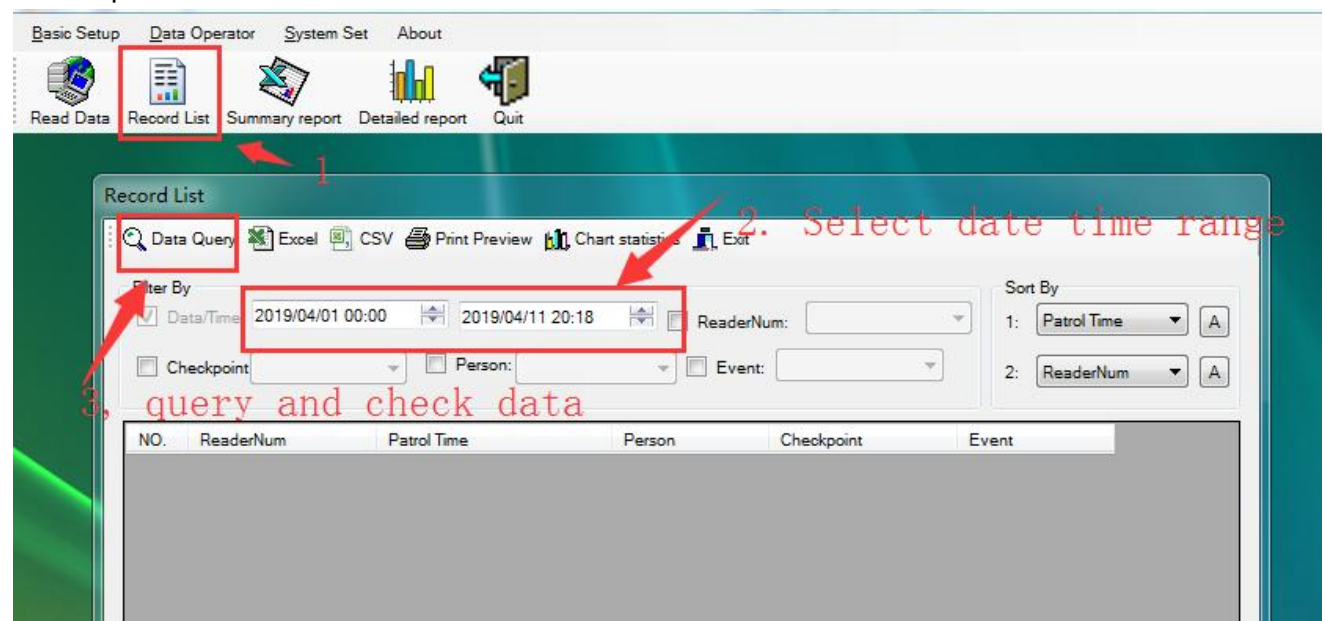 Basic Setup Data Operator System Set About
Read Data Record List Summary report Detailed report Quit
1
Record List
2. Select date time range
Data Query Excel CSV Print Preview Chart statistics Exit
Filter By
Sort By
Data/Time 2019/04/01 00:00 2019/04/11 20:18 ReaderNum:
1: Patrol Time A
Checkpoint Person: Event:
2: ReaderNum A
3, query and check data
NO. ReaderNum Patrol Time Person Checkpoint Event